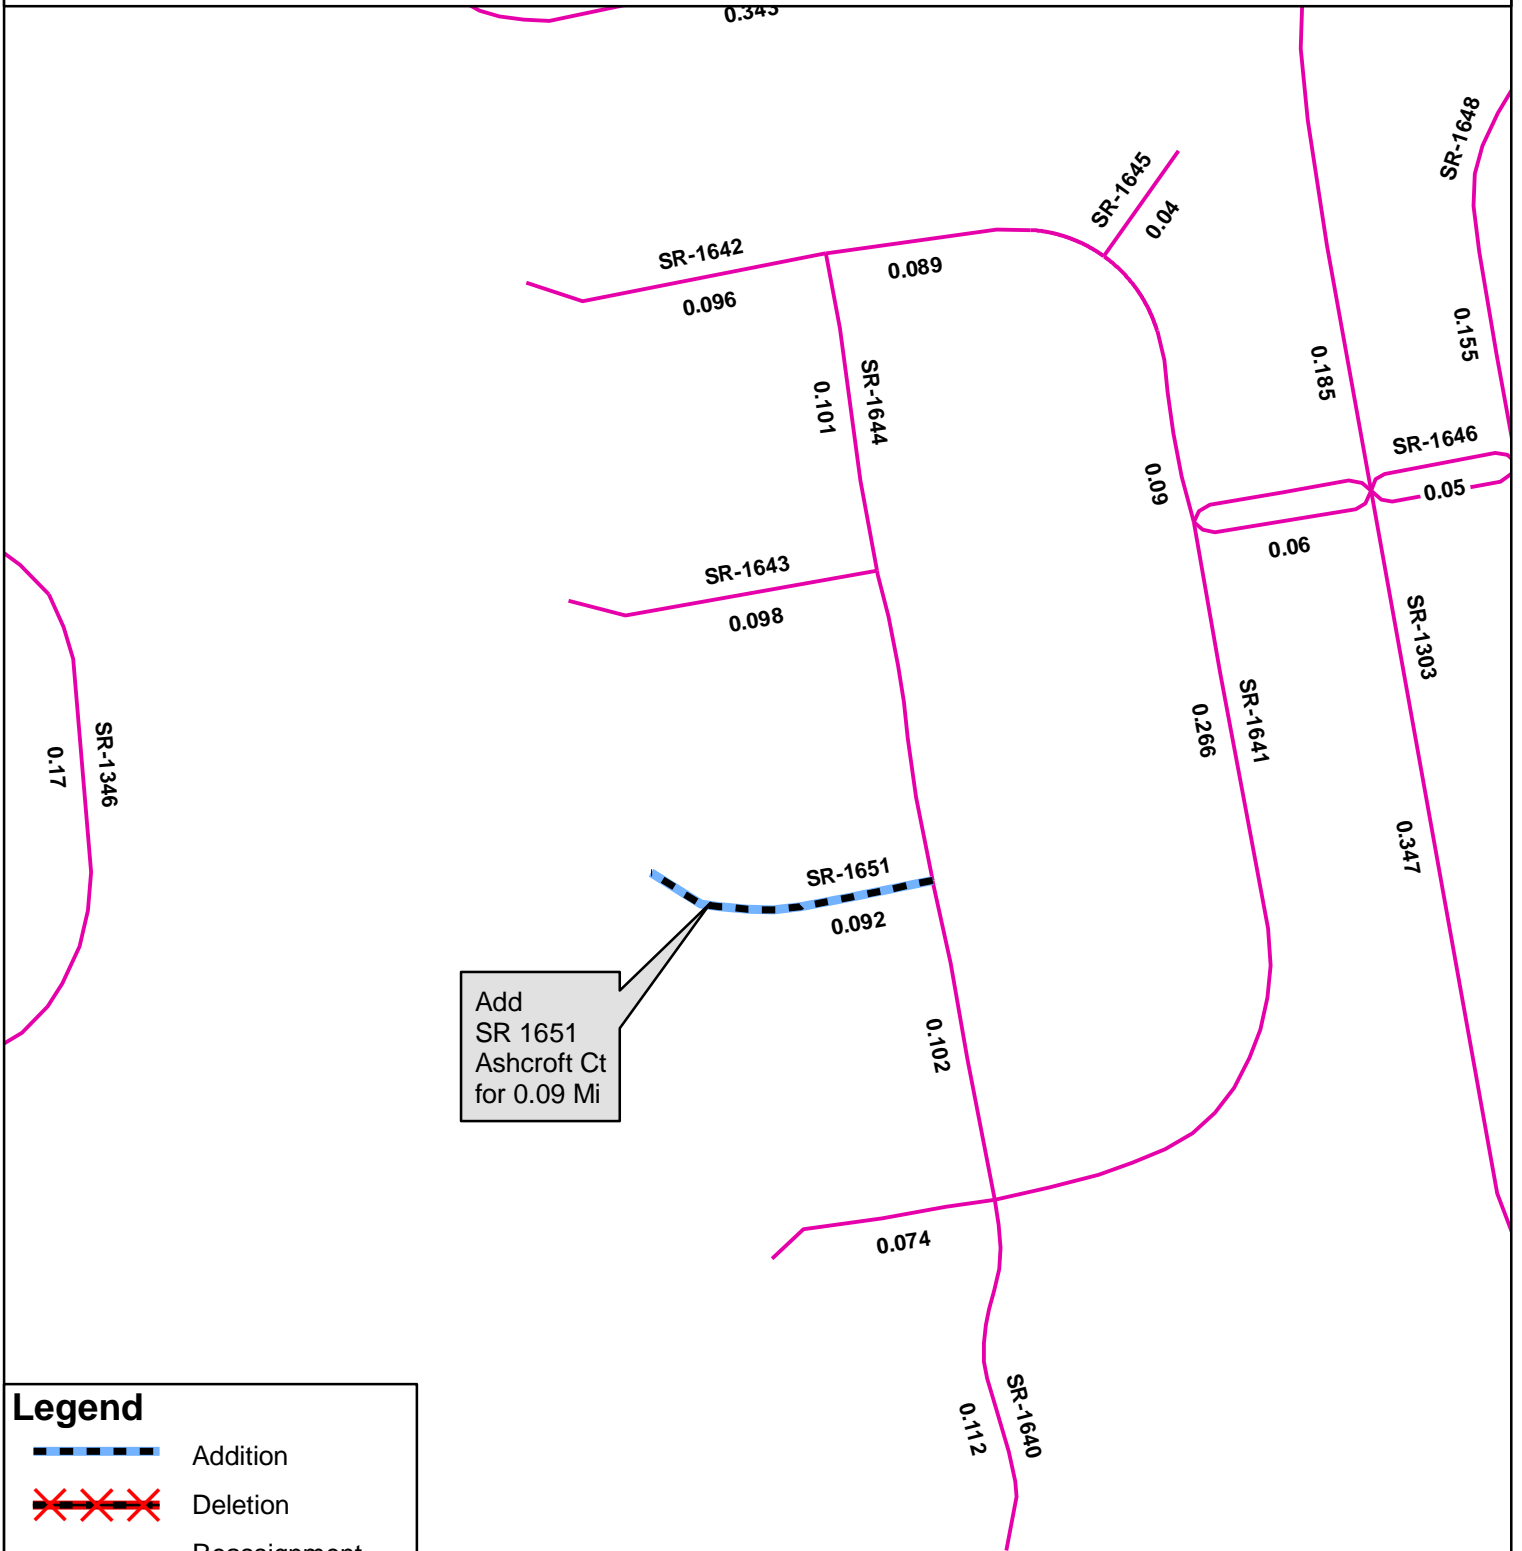 0.343
SR-1648
SR-1645
0.04
SR-1642
0.096
0.089
0.155
0.185
0.101
SR-1644
SR-1646
0.05
0.09
0.06
SR-1643
0.098
SR-1303
SR-1641
0.266
SR-1346
0.17
0.347
SR-1651
0.092
Add
SR 1651
Ashcroft Ct
for 0.09 Mi
0.102
0.074
SR-1640
0.112
Legend
Addition
Deletion
Reassignment